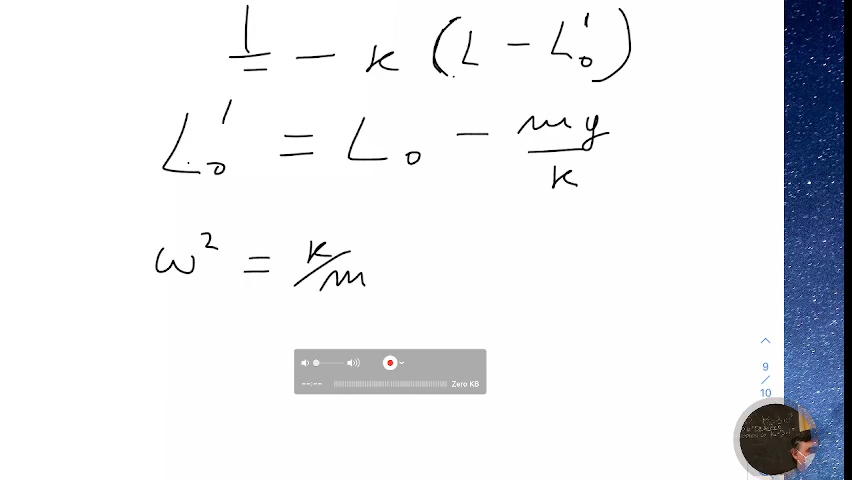 = - k (L - L₀')
L₀' = L₀ - mg/k
ω² = k/m
--:-- Zero KB
9
/
10